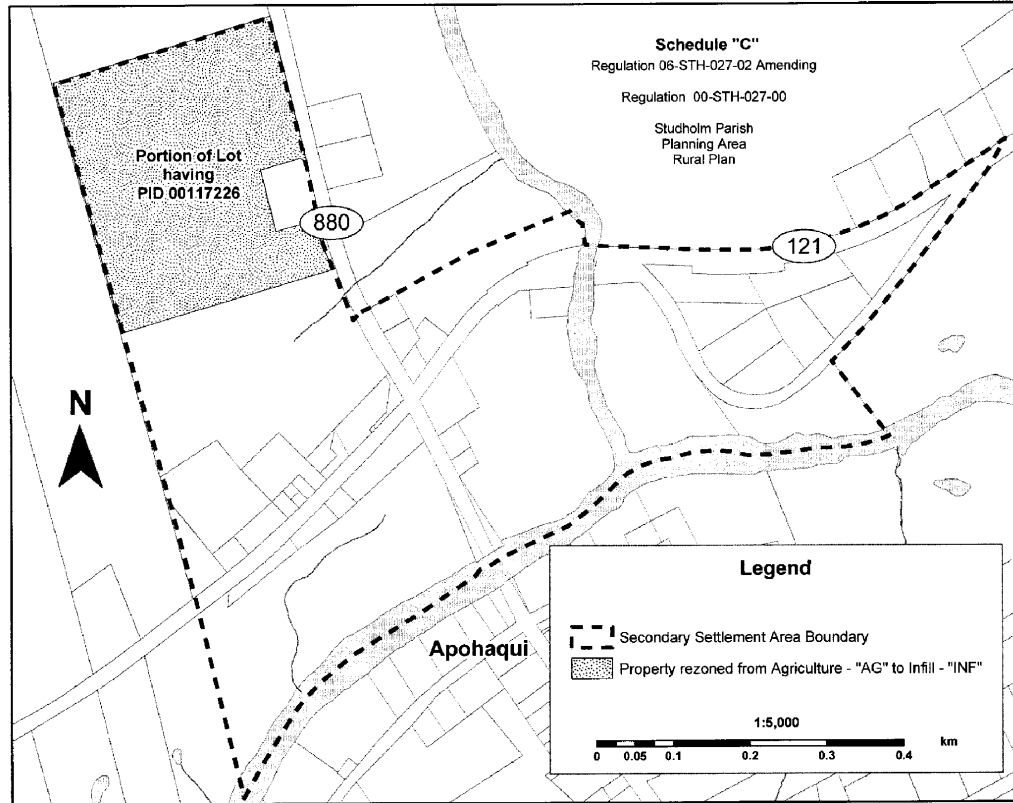 Schedule "C"
Regulation 06-STH-027-02 Amending
Regulation 00-STH-027-00
Studholm Parish
Planning Area
Rural Plan
Portion of Lot
having
PID 00117226
880
121
N
Apohaqui
Legend
Secondary Settlement Area Boundary
Property rezoned from Agriculture - "AG" to Infill - "INF"
1:5,000
km
0 0.05 0.1 0.2 0.3 0.4